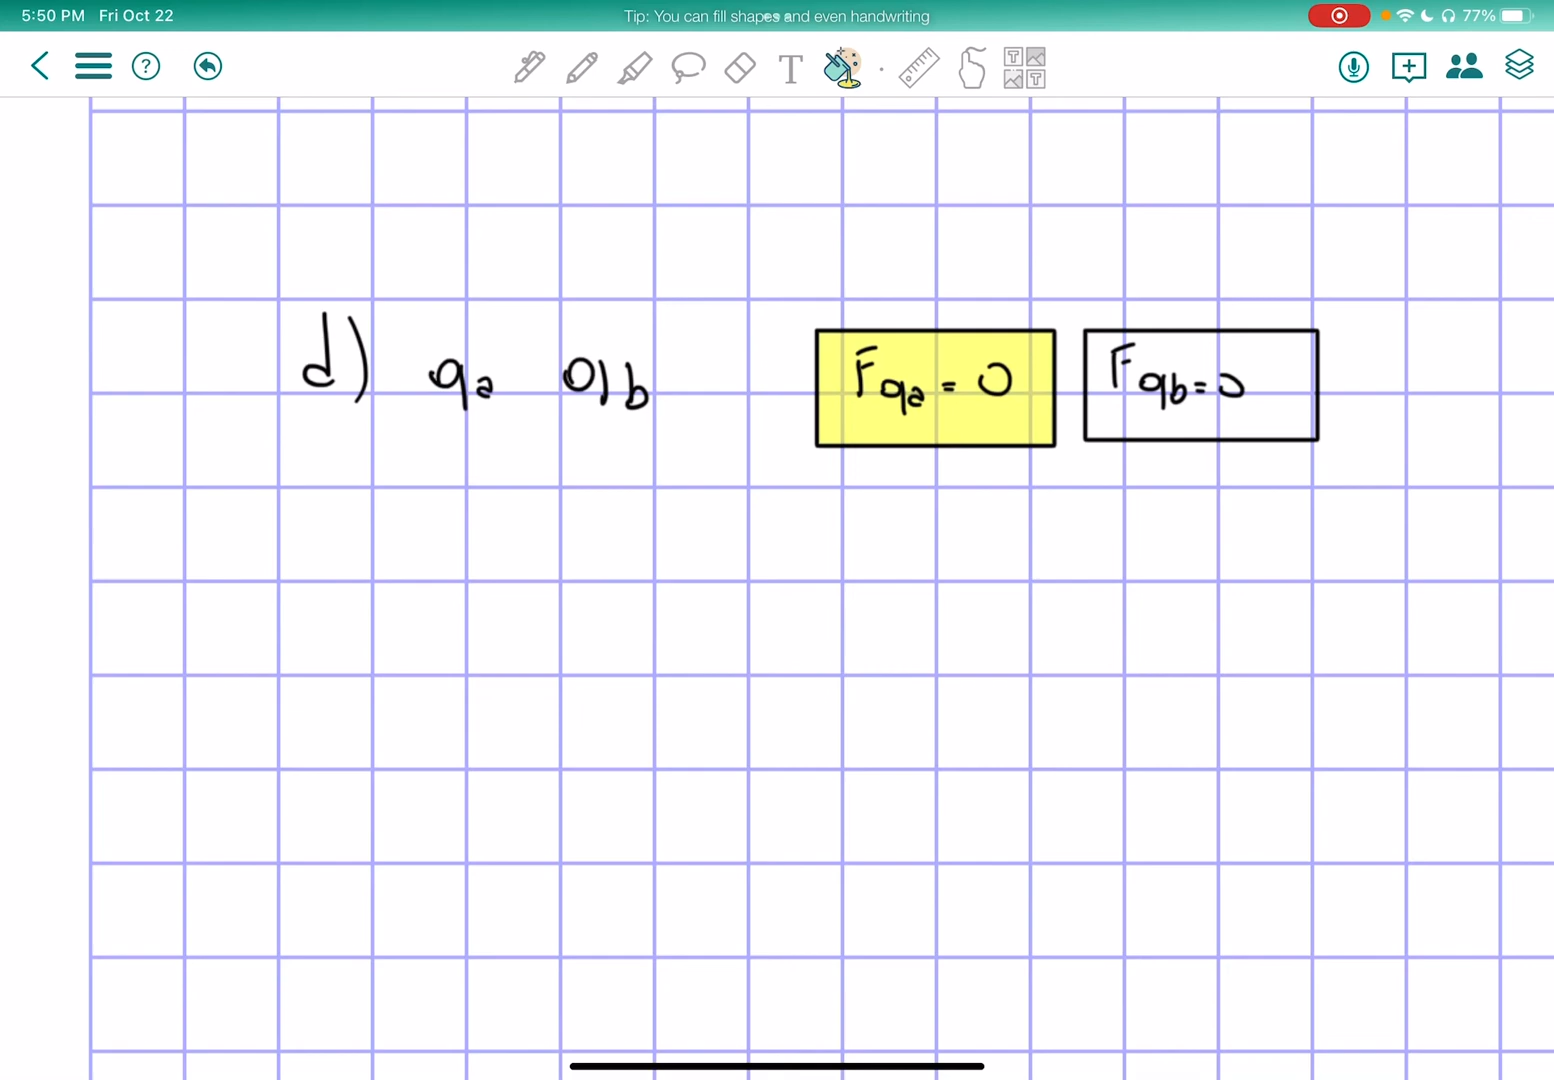 5:50 PM Fri Oct 22
Tip: You can fill shapes and even handwriting
77%
d) qa qb
Fqa = 0
Fqb = 0